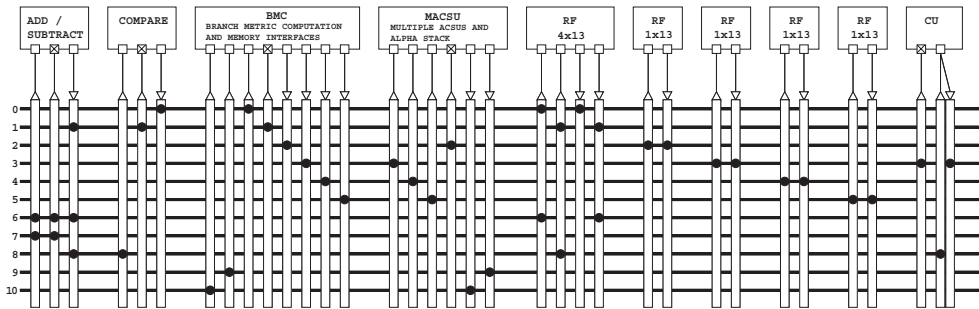 ADD /
SUBTRACT
COMPARE
BMC
BRANCH METRIC COMPUTATION
AND MEMORY INTERFACES
MACSU
MULTIPLE ACSUS AND
ALPHA STACK
RF
4x13
RF
1x13
RF
1x13
RF
1x13
RF
1x13
CU
0
1
2
3
4
5
6
7
8
9
10